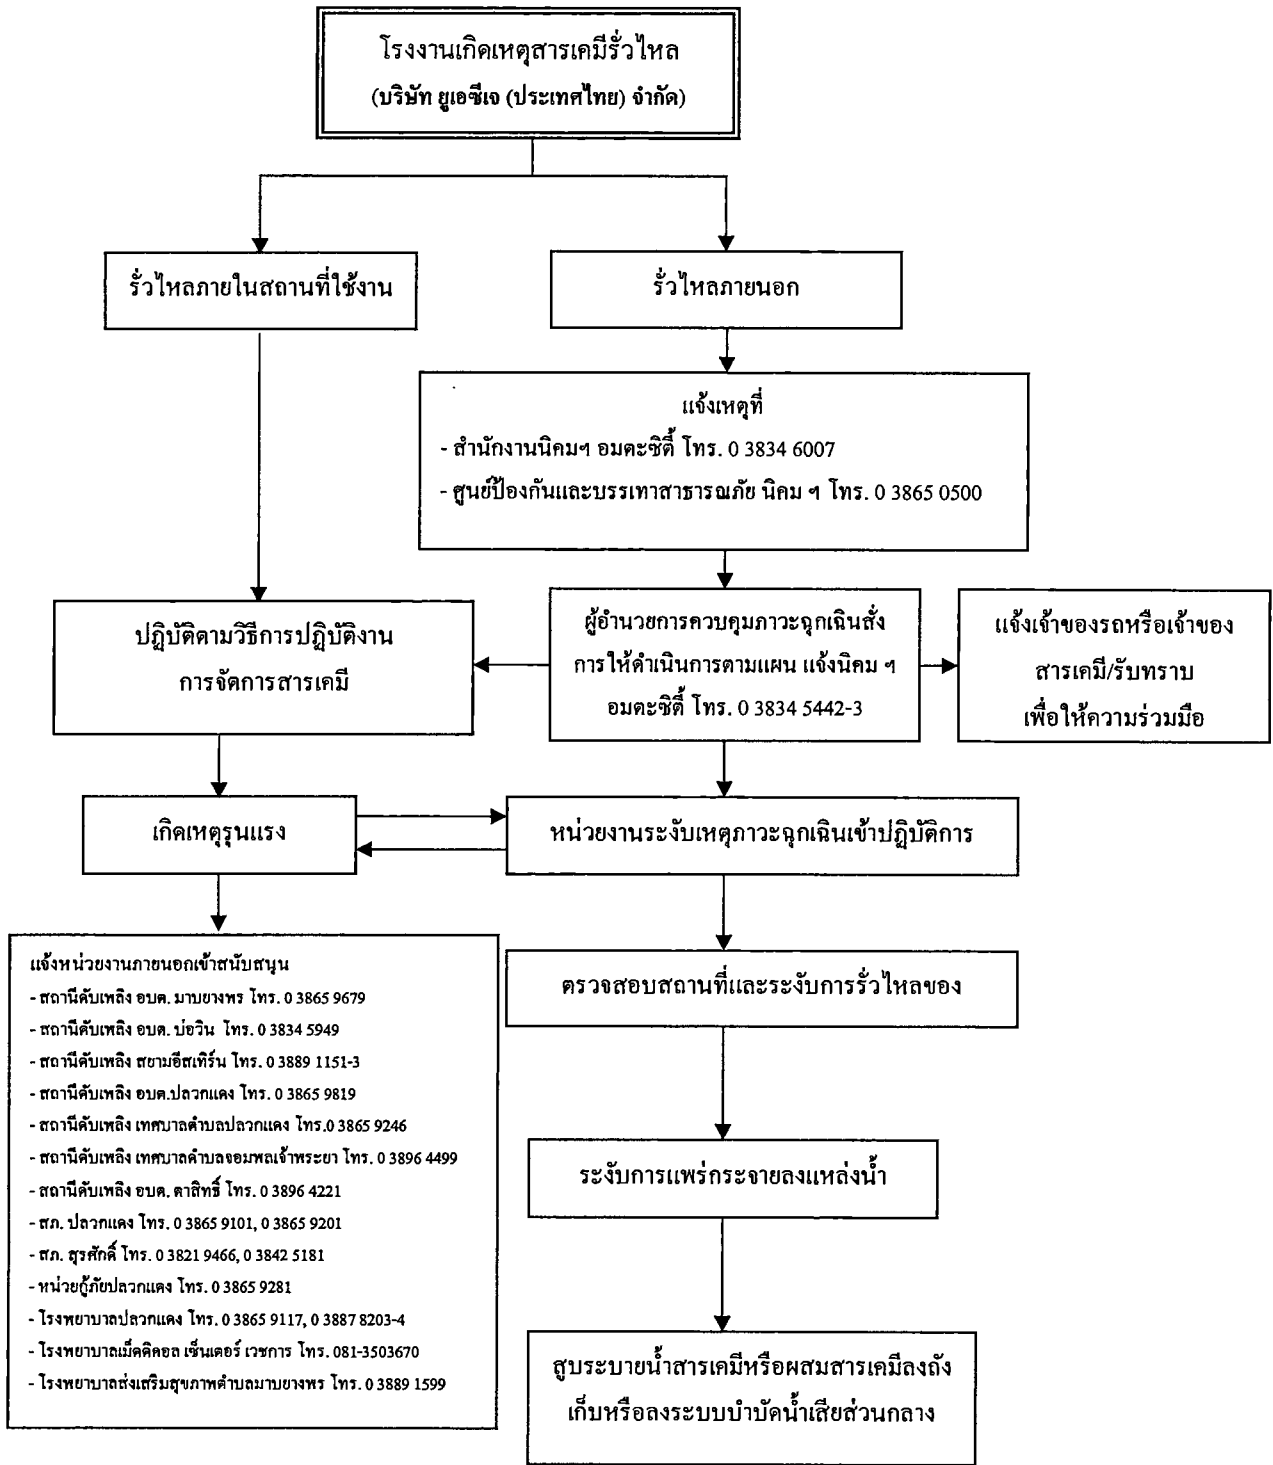 โรงงานเกิดเหตุสารเคมีรั่วไหล
(บริษัท ยูเอซีเจ (ประเทศไทย) จำกัด)
รั่วไหลภายในสถานที่ใช้งาน
รั่วไหลภายนอก
แจ้งเหตุที่
- สำนักงานนิคมฯ อมตะซิตี้ โทร. 0 3834 6007
- ศูนย์ป้องกันและบรรเทาสาธารณภัย นิคม ฯ โทร. 0 3865 0500
ปฏิบัติตามวิธีการปฏิบัติงาน
การจัดการสารเคมี
ผู้อำนวยการควบคุมภาวะฉุกเฉินสั่ง
การให้ดำเนินการตามแผน แจ้งนิคม ฯ
อมตะซิตี้ โทร. 0 3834 5442-3
แจ้งเจ้าของรถหรือเจ้าของ
สารเคมี/รับทราบ
เพื่อให้ความร่วมมือ
เกิดเหตุรุนแรง
หน่วยงานระงับเหตุภาวะฉุกเฉินเข้าปฏิบัติการ
แจ้งหน่วยงานภายนอกเข้าสนับสนุน
- สถานีดับเพลิง อบต. มาบยางพร โทร. 0 3865 9679
- สถานีดับเพลิง อบต. บ่อวิน โทร. 0 3834 5949
- สถานีดับเพลิง สยามอีสเทิร์น โทร. 0 3889 1151-3
- สถานีดับเพลิง อบต.ปลวกแดง โทร. 0 3865 9819
- สถานีดับเพลิง เทศบาลตำบลปลวกแดง โทร.0 3865 9246
- สถานีดับเพลิง เทศบาลตำบลจอมพลเจ้าพระยา โทร. 0 3896 4499
- สถานีดับเพลิง อบต. ตาสิทธิ์ โทร. 0 3896 4221
- สภ. ปลวกแดง โทร. 0 3865 9101, 0 3865 9201
- สภ. สุรศักดิ์ โทร. 0 3821 9466, 0 3842 5181
- หน่วยกู้ภัยปลวกแดง โทร. 0 3865 9281
- โรงพยาบาลปลวกแดง โทร. 0 3865 9117, 0 3887 8203-4
- โรงพยาบาลเม็ดดิคอล เซ็นเตอร์ เวชการ โทร. 081-3503670
- โรงพยาบาลส่งเสริมสุขภาพตำบลมาบยางพร โทร. 0 3889 1599
ตรวจสอบสถานที่และระงับการรั่วไหลของ
ระงับการแพร่กระจายลงแหล่งน้ำ
สูบระบายน้ำสารเคมีหรือผสมสารเคมีลงถัง
เก็บหรือลงระบบบำบัดน้ำเสียส่วนกลาง